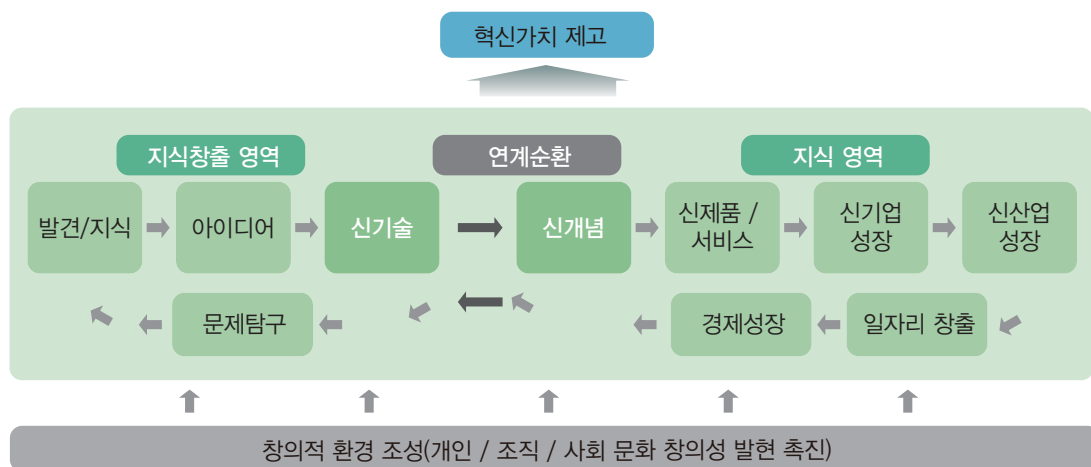 혁신가치 제고
지식창출 영역
연계순환
지식 영역
발견/지식
아이디어
신기술
신개념
신제품 /
서비스
신기업
성장
신산업
성장
문제탐구
경제성장
일자리 창출
창의적 환경 조성(개인 / 조직 / 사회 문화 창의성 발현 촉진)